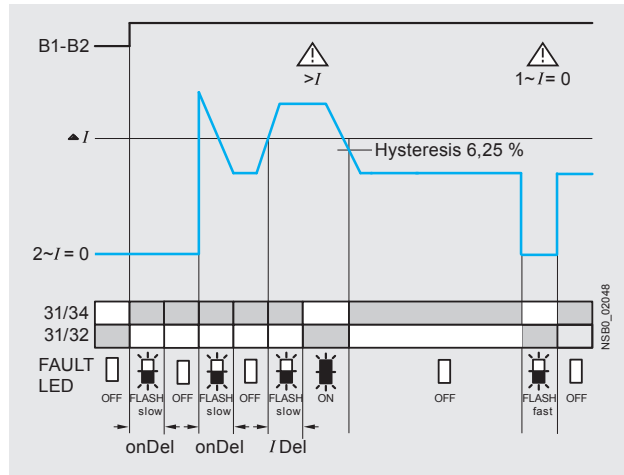 B1-B2
>I
1~I= 0
▲ I
Hysteresis 6,25 %
2~I= 0
31/34
31/32
NSB0_02048
FAULT
LED
OFF FLASH slow OFF FLASH slow OFF FLASH slow ON OFF FLASH fast OFF
onDel onDel I Del